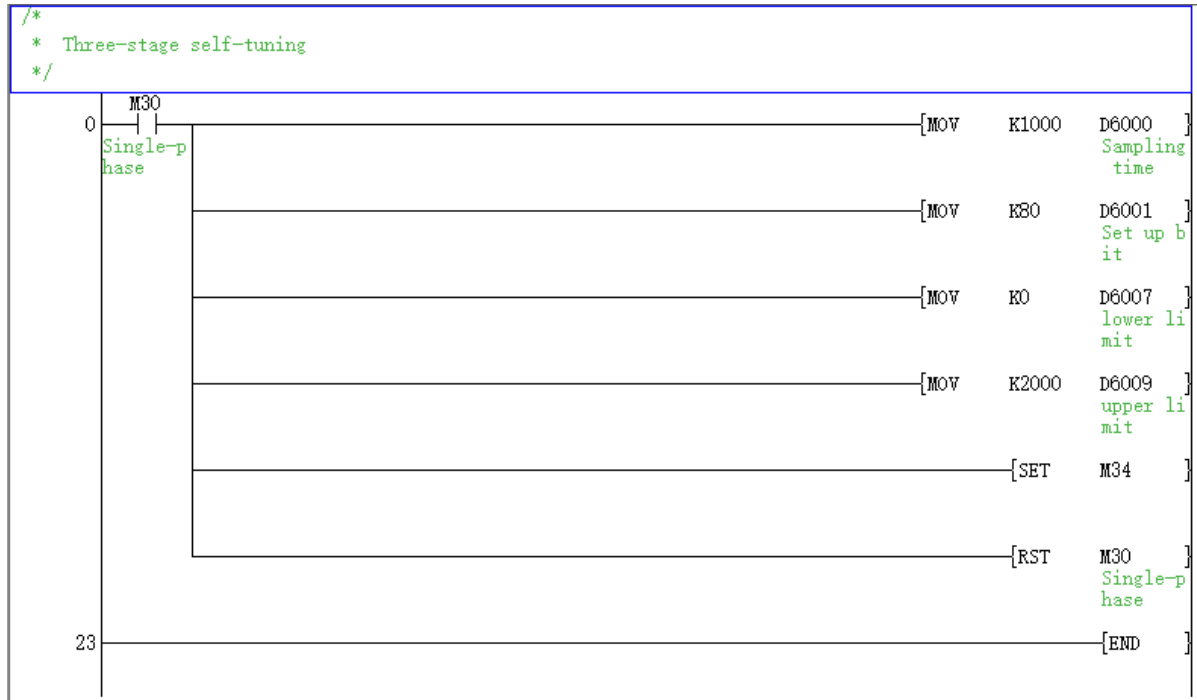 /*
* Three-stage self-tuning
*/
M30
0
[MOV K1000 D6000 ]
Single-p
hase
Sampling
time
[MOV K80 D6001 ]
Set up b
it
[MOV K0 D6007 ]
lower li
mit
[MOV K2000 D6009 ]
upper li
mit
[SET M34 ]
[RST M30 ]
Single-p
hase
23
[END ]